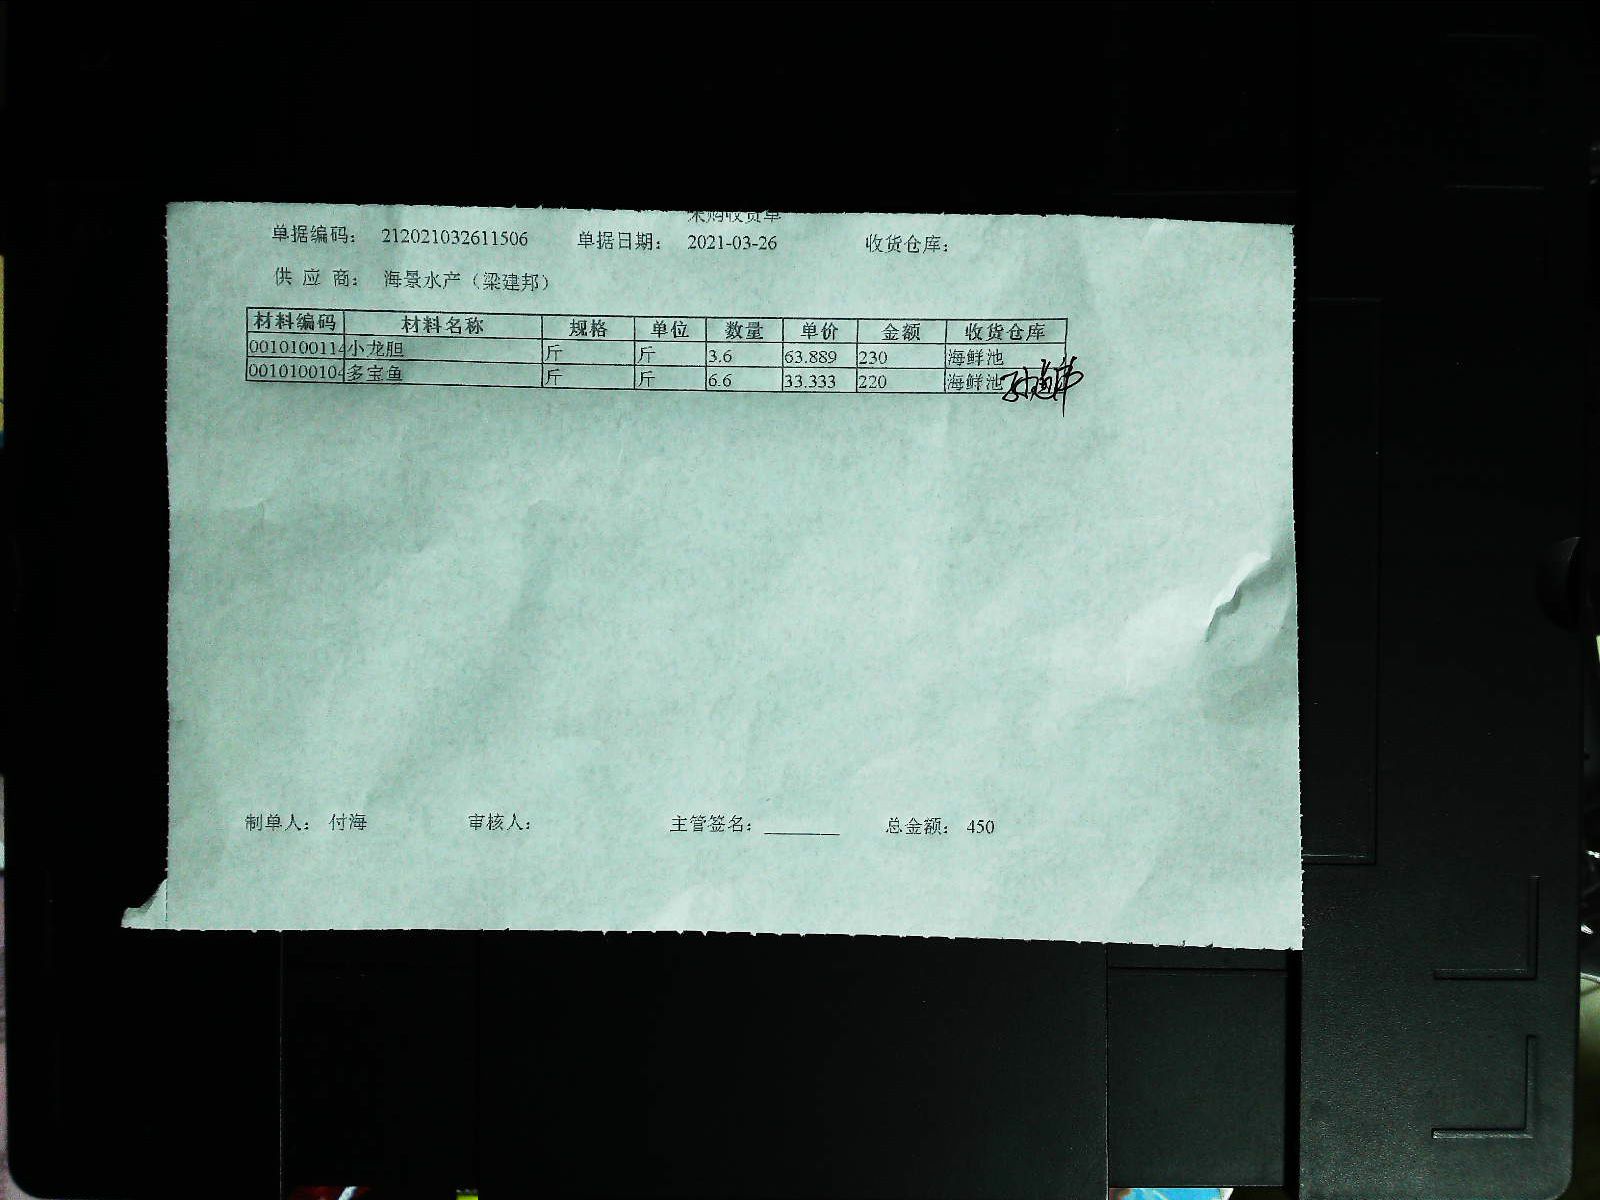 采购收货单
单据编码： 212021032611506 单据日期： 2021-03-26 收货仓库：
供 应 商： 海景水产（梁建邦）
材料编码 材料名称 规格 单位 数量 单价 金额 收货仓库
0010100114 小龙胆 斤 斤 3.6 63.889 230 海鲜池
0010100104 多宝鱼 斤 斤 6.6 33.333 220 海鲜池
制单人： 付海 审核人： 主管签名： 总金额： 450